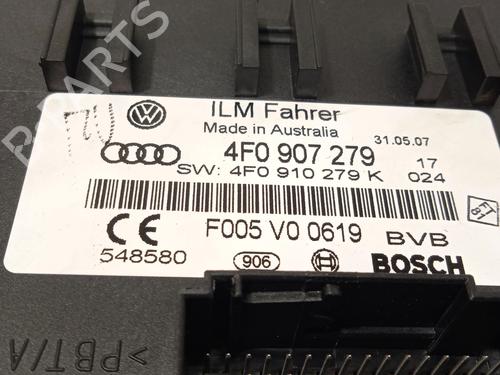 ILM Fahrer
Made in Australia
31.05.07
4F0 907 279
17
SW: 4F0 910 279 K
024
F005 V0 0619
BVB
548580
906
BOSCH
>PBT/A